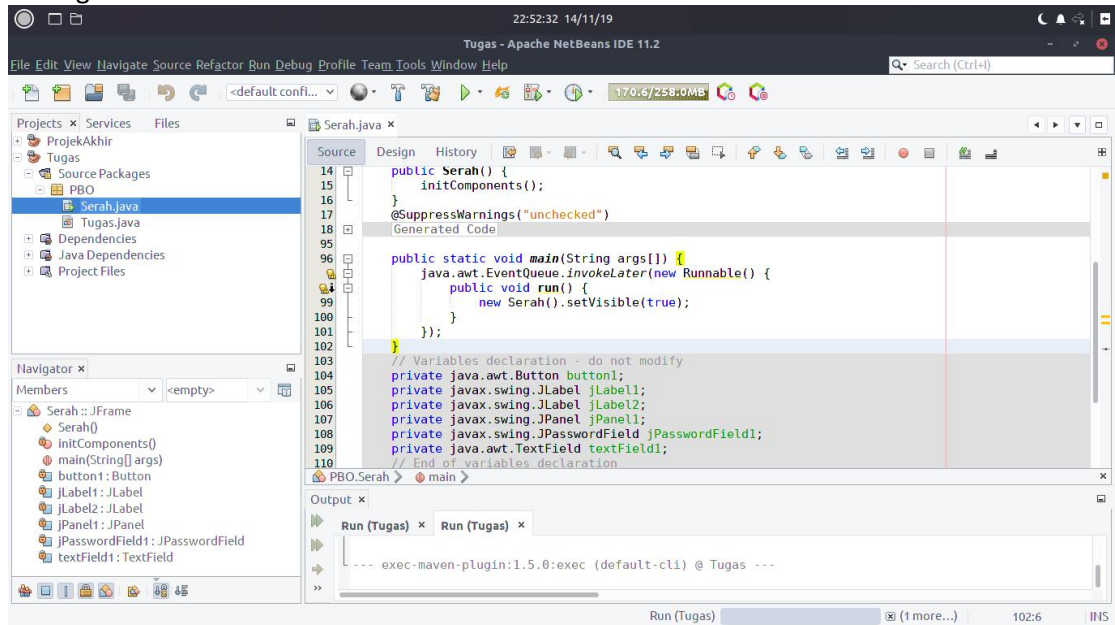 22:52:32 14/11/19
Tugas - Apache NetBeans IDE 11.2
File Edit View Navigate Source Refactor Run Debug Profile Team Tools Window Help
Search (Ctrl+I)
<default confi...
170.6/258.0MB
Projects Services Files
ProjekAkhir
Tugas
Source Packages
PBO
Serah.java
Tugas.java
Dependencies
Java Dependencies
Project Files
Serah.java
Source Design History
14 public Serah() {
15 initComponents();
16 }
17 @SuppressWarnings("unchecked")
18 Generated Code
95
96 public static void main(String args[]) {
java.awt.EventQueue.invokeLater(new Runnable() {
public void run() {
99 new Serah().setVisible(true);
100 }
101 });
102 }
103 // Variables declaration - do not modify
104 private java.awt.Button button1;
105 private javax.swing.JLabel jLabel1;
106 private javax.swing.JLabel jLabel2;
107 private javax.swing.JPanel jPanel1;
108 private javax.swing.JPasswordField jPasswordField1;
109 private java.awt.TextField textField1;
110 // End of variables declaration
PBO.Serah main
Navigator
Members <empty>
Serah :: JFrame
Serah()
initComponents()
main(String[] args)
button1 : Button
jLabel1 : JLabel
jLabel2 : JLabel
jPanel1 : JPanel
jPasswordField1 : JPasswordField
textField1 : TextField
Output
Run (Tugas) Run (Tugas)
--- exec-maven-plugin:1.5.0:exec (default-cli) @ Tugas ---
Run (Tugas) (1 more...) 102:6 INS